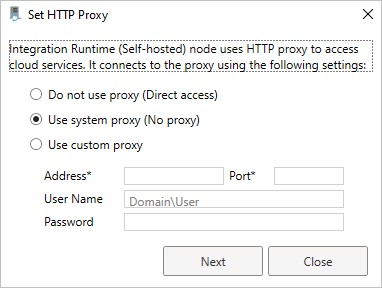 Set HTTP Proxy
Integration Runtime (Self-hosted) node uses HTTP proxy to access
cloud services. It connects to the proxy using the following settings:
Do not use proxy (Direct access)
Use system proxy (No proxy)
Use custom proxy
Address* Port*
User Name Domain\User
Password
Next Close